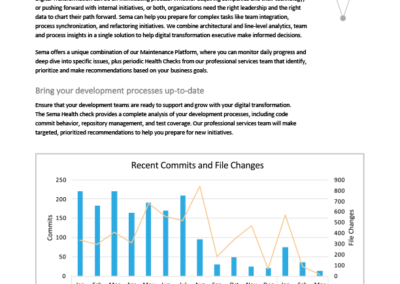 or pushing forward with internal initiatives, or both, organizations need the right leadership and the right
data to chart their path forward. Sema can help you prepare for complex tasks like team integration,
process synchronization, and refactoring initiatives. We combine architectural and line-level analytics, team
and process insights in a single solution to help digital transformation executive make informed decisions.
Sema offers a unique combination of our Maintenance Platform, where you can monitor daily progress and
deep dive into specific issues, plus periodic Health Checks from our professional services team that identify,
prioritize and make recommendations based on your business goals.
Bring your development processes up-to-date
Ensure that your development teams are ready to support and grow with your digital transformation.
The Sema Health check provides a complete analysis of your development processes, including code
commit behavior, repository management, and test coverage. Our professional services team will make
targeted, prioritized recommendations to help you prepare for new initiatives.
Recent Commits and File Changes
250
200
150
100
50
0
Commits
900
800
700
600
500
400
300
200
100
0
File Changes